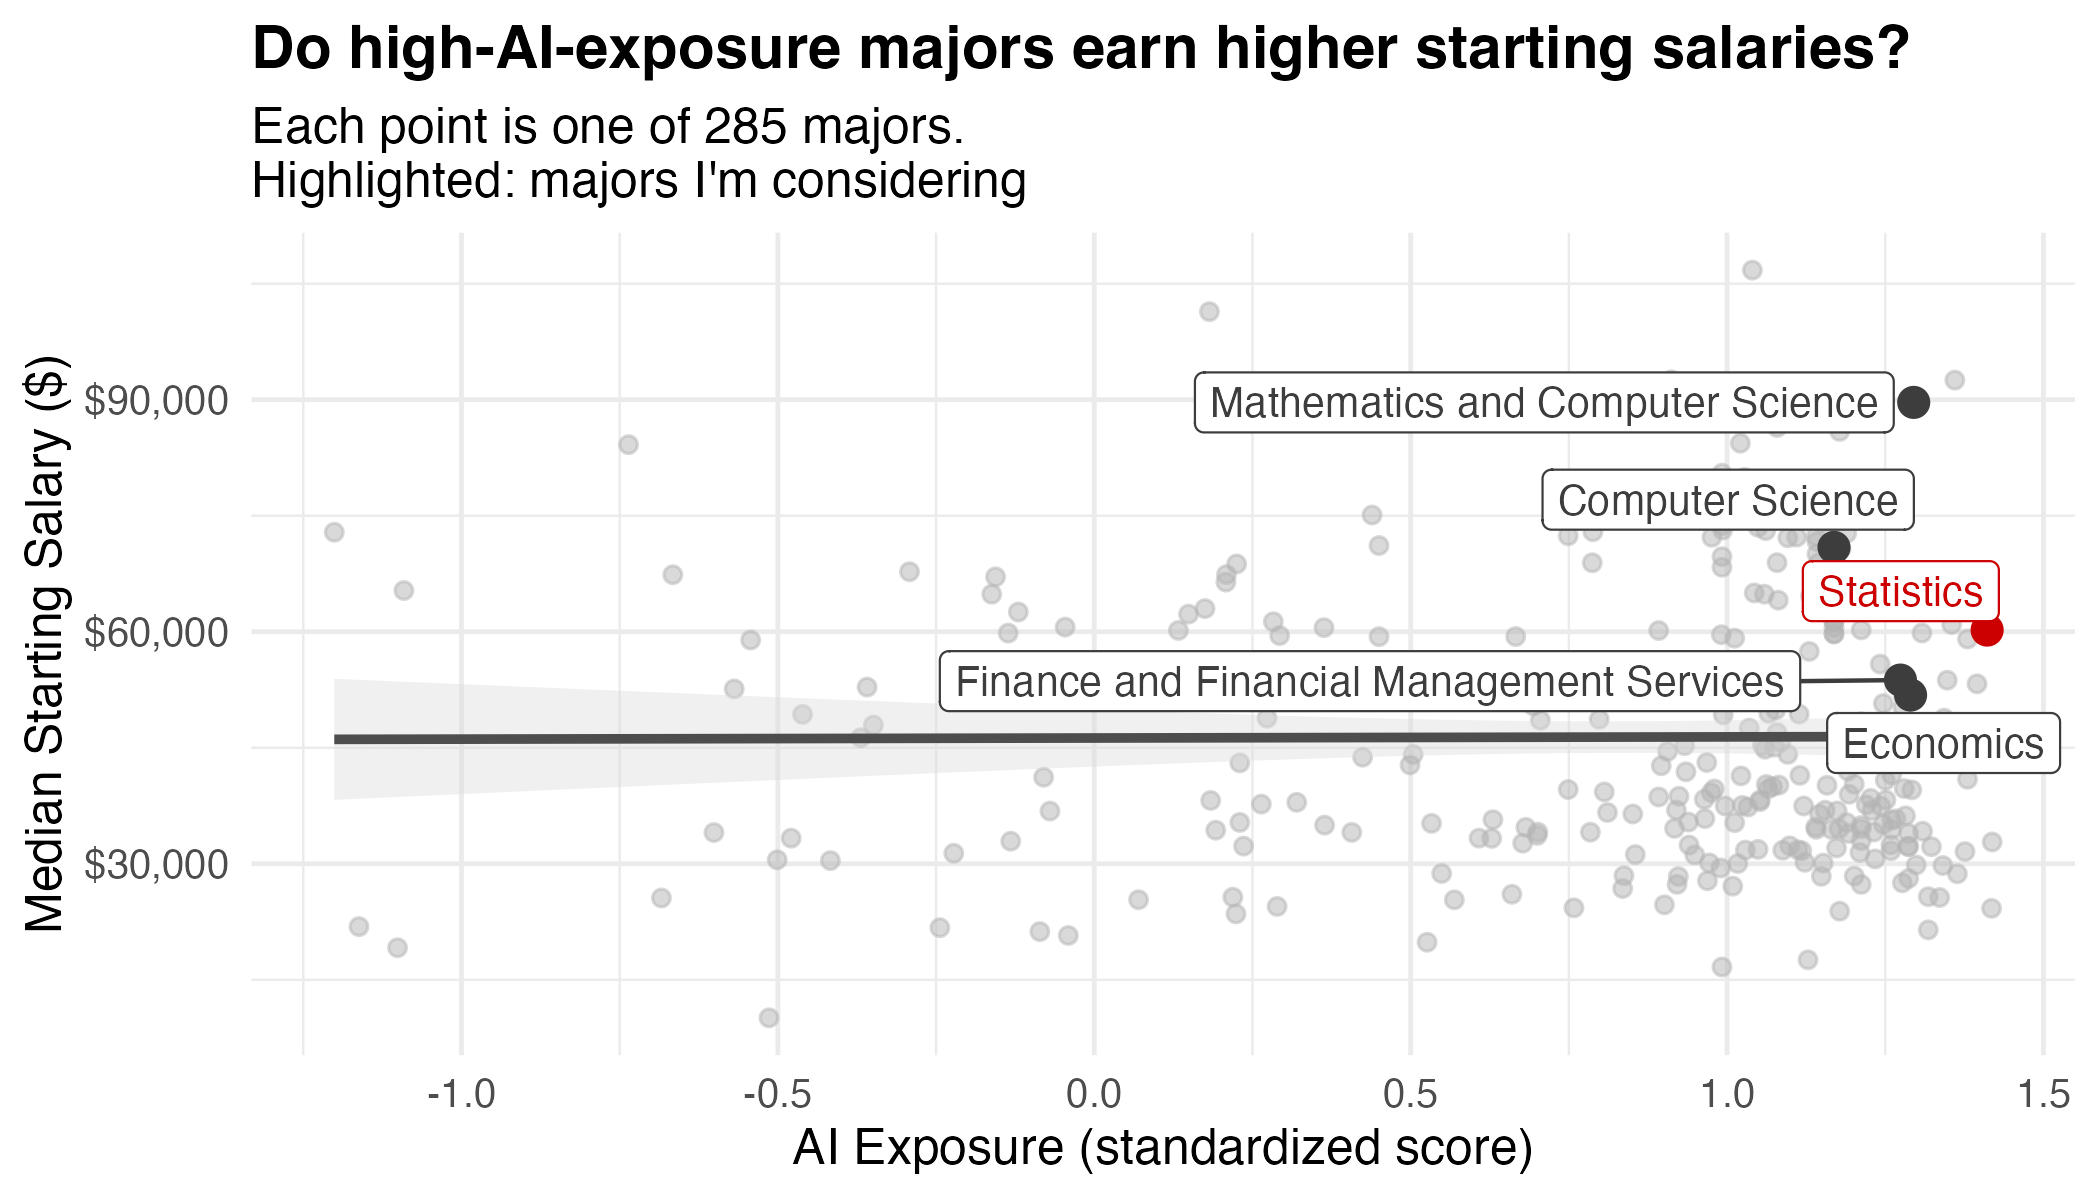 Do high-AI-exposure majors earn higher starting salaries?
Each point is one of 285 majors.
Highlighted: majors I'm considering
Median Starting Salary ($)
$90,000
$60,000
$30,000
Mathematics and Computer Science
Computer Science
Statistics
Finance and Financial Management Services
Economics
-1.0
-0.5
0.0
0.5
1.0
1.5
AI Exposure (standardized score)